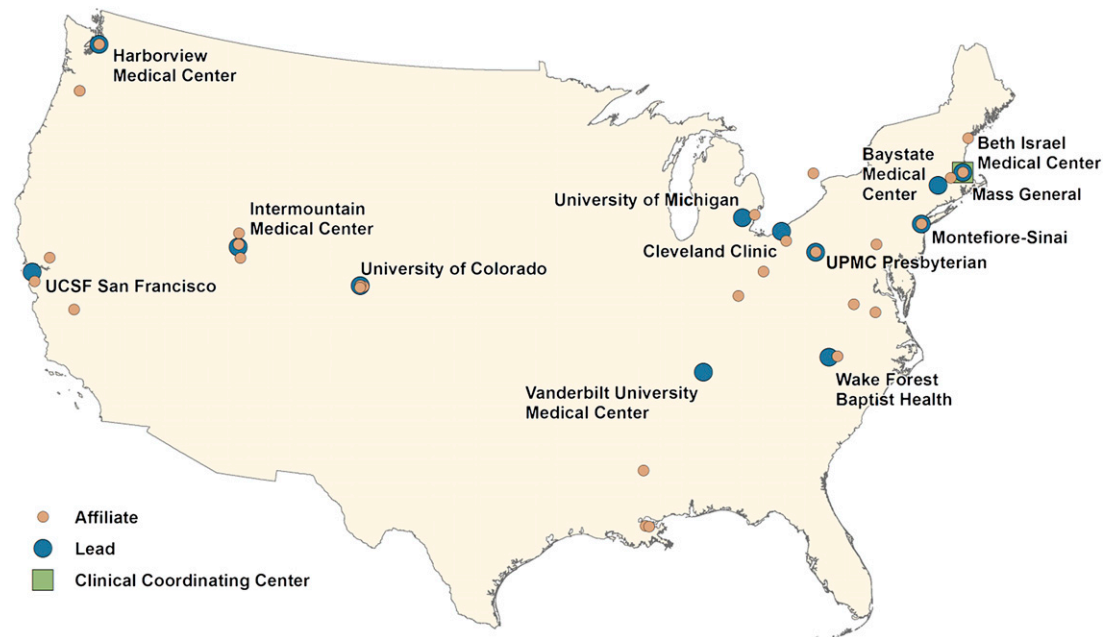 Harborview
Medical Center
Beth Israel
Medical Center
Baystate
Medical
Center
Mass General
University of Michigan
Intermountain
Medical Center
Montefiore-Sinai
Cleveland Clinic
UPMC Presbyterian
University of Colorado
UCSF San Francisco
Wake Forest
Baptist Health
Vanderbilt University
Medical Center
Affiliate
Lead
Clinical Coordinating Center